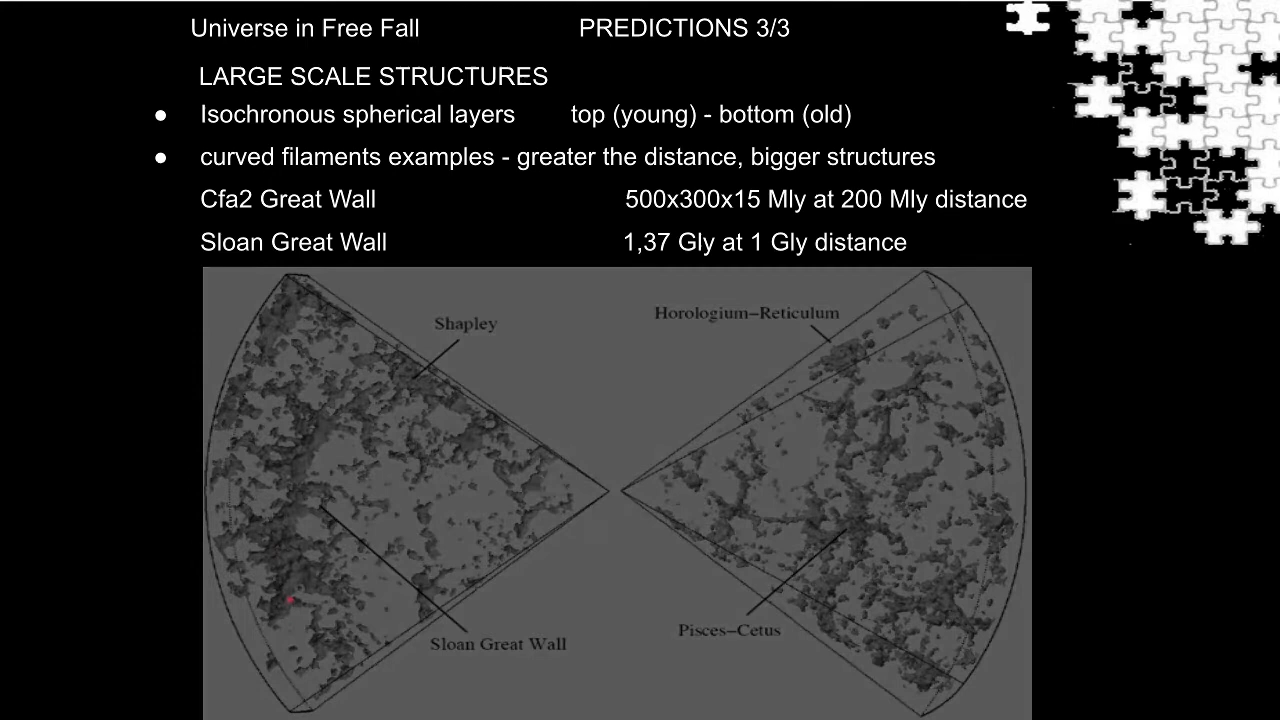 Universe in Free Fall PREDICTIONS 3/3
LARGE SCALE STRUCTURES
● Isochronous spherical layers top (young) - bottom (old)
● curved filaments examples - greater the distance, bigger structures
Cfa2 Great Wall 500x300x15 Mly at 200 Mly distance
Sloan Great Wall 1,37 Gly at 1 Gly distance
Shapley
Horologium–Reticulum
Sloan Great Wall
Pisces–Cetus